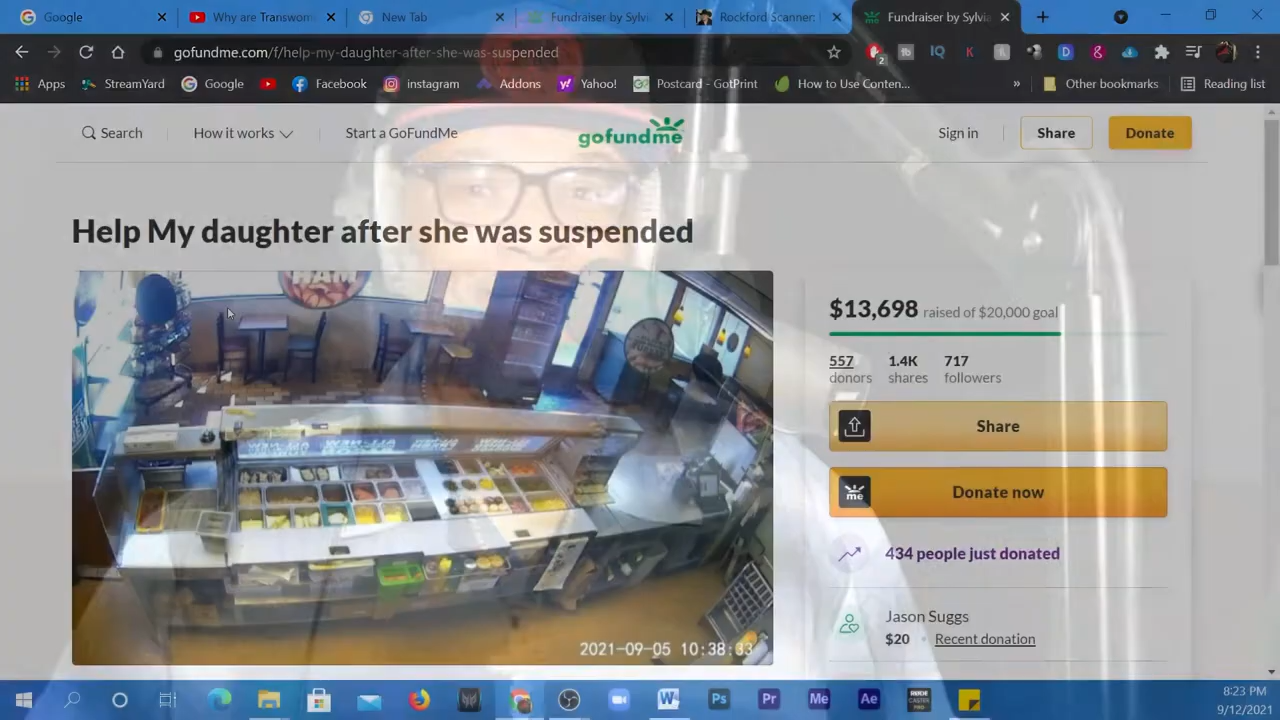 Google
Why are Transwom
New Tab
Fundraiser by Sylvi
Rockford Scanner:
Fundraiser by Sylvia
gofundme.com/f/help-my-daughter-after-she-was-suspended
2
Apps
StreamYard
Google
Facebook
instagram
Addons
Yahoo!
Postcard - GotPrint
How to Use Conten...
»
Other bookmarks
Reading list
Search
How it works
Start a GoFundMe
gofundme
Sign in
Share
Donate
Help My daughter after she was suspended
HAM
2021-09-05 10:38:33
$13,698 raised of $20,000 goal
557 1.4K 717
donors shares followers
Share
me Donate now
434 people just donated
Jason Suggs
$20 • Recent donation
8:23 PM
9/12/2021